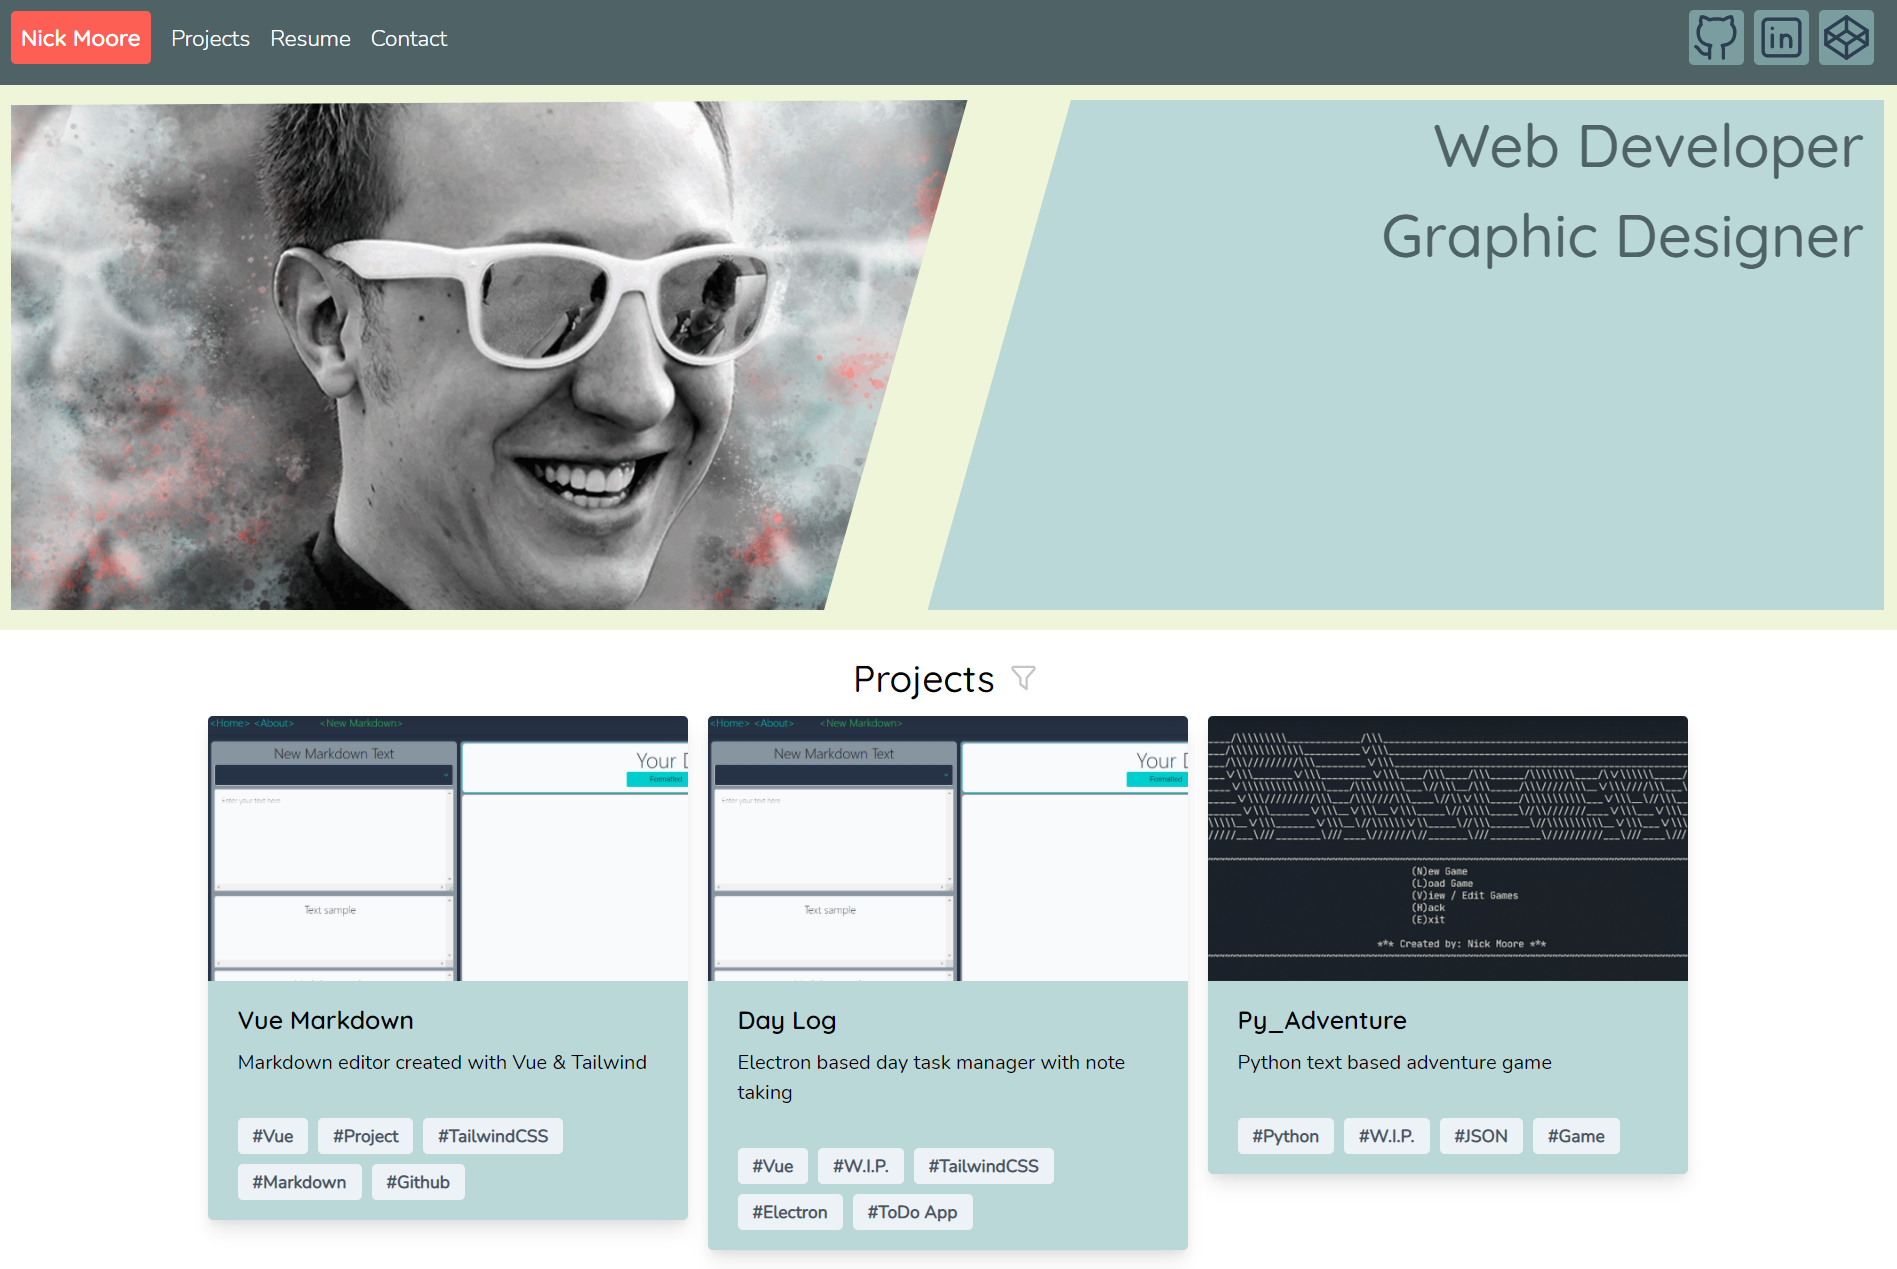 Nick Moore Projects Resume Contact
in
Web Developer
Graphic Designer
Projects
<Home> <About> <New Markdown>
New Markdown Text
Your D
Formatted
Enter your text here
Text sample
<Home> <About> <New Markdown>
New Markdown Text
Your D
Formatted
Enter your text here
Text sample
(N)ew Game
(L)oad Game
(V)iew / Edit Games
(H)ack
(E)xit
*** Created by: Nick Moore ***
Vue Markdown
Markdown editor created with Vue & Tailwind
#Vue #Project #TailwindCSS
#Markdown #Github
Day Log
Electron based day task manager with note
taking
#Vue #W.I.P. #TailwindCSS
#Electron #ToDo App
Py_Adventure
Python text based adventure game
#Python #W.I.P. #JSON #Game